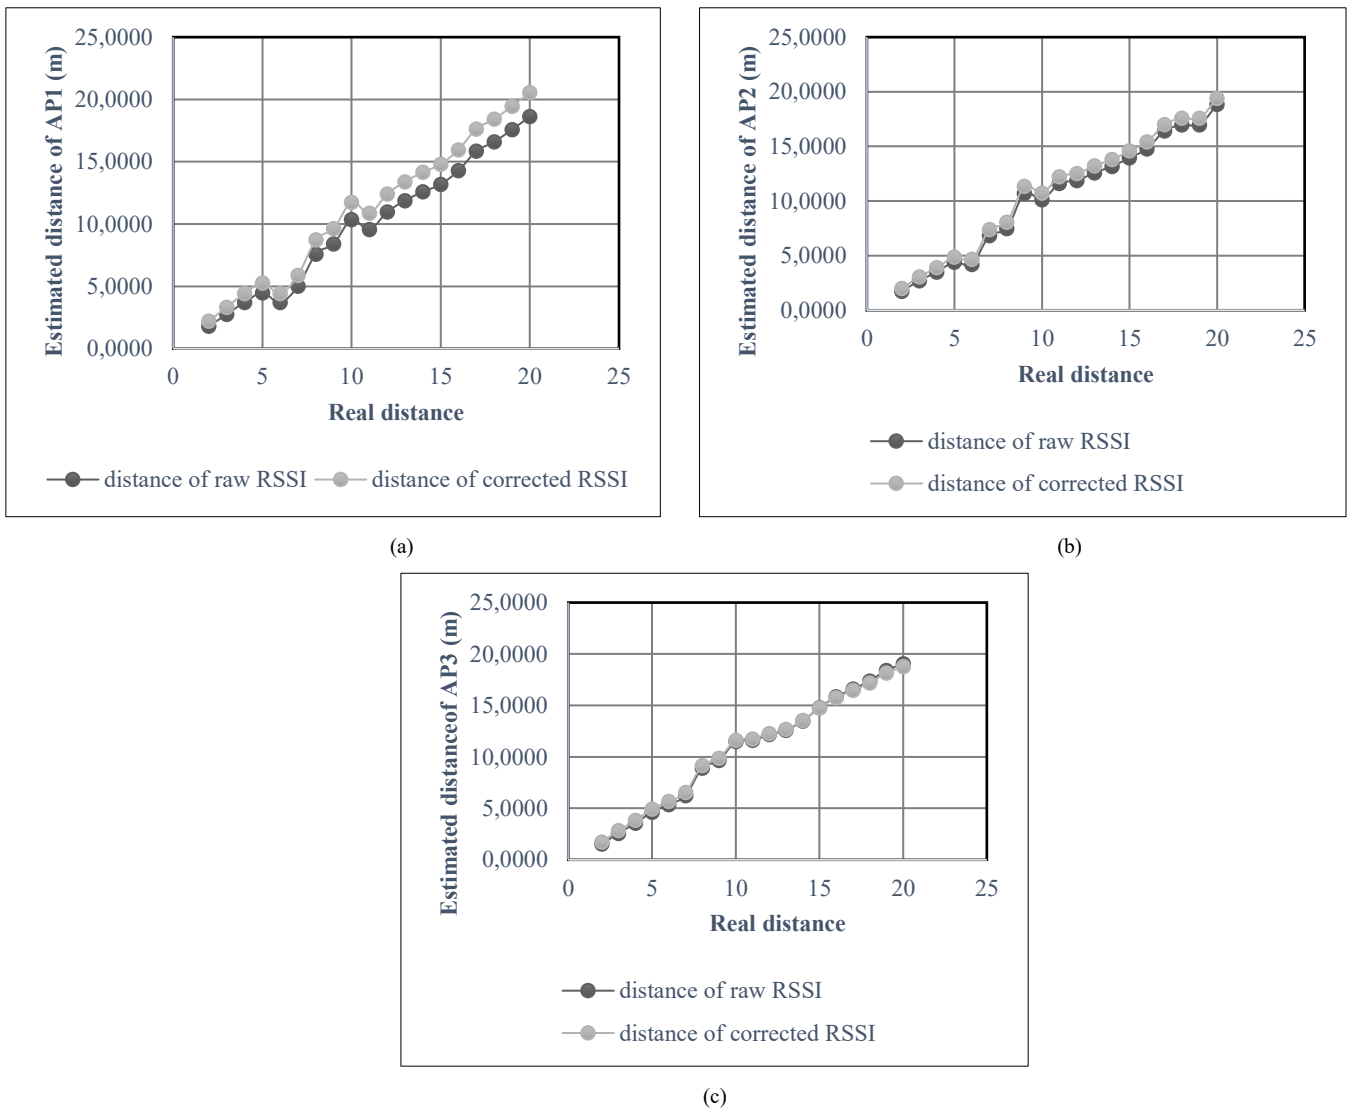 Estimated distance of AP1 (m)
25,0000
20,0000
15,0000
10,0000
5,0000
0,0000
0 5 10 15 20 25
Real distance
distance of raw RSSI distance of corrected RSSI
(a)
Estimated distance of AP2 (m)
25,0000
20,0000
15,0000
10,0000
5,0000
0,0000
0 5 10 15 20 25
Real distance
distance of raw RSSI
distance of corrected RSSI
(b)
Estimated distanceof AP3 (m)
25,0000
20,0000
15,0000
10,0000
5,0000
0,0000
0 5 10 15 20 25
Real distance
distance of raw RSSI
distance of corrected RSSI
(c)